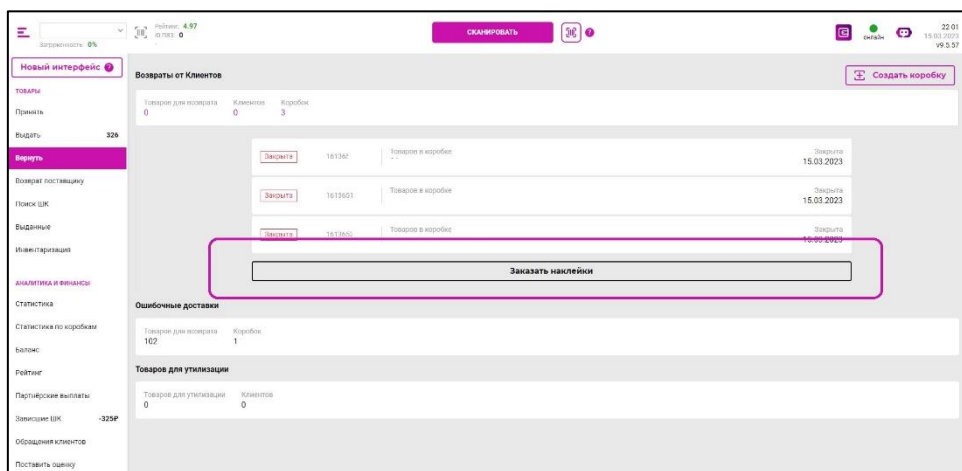 Рейтинг: 4.97
0
Загруженность: 0%
СКАНИРОВАТЬ
онлайн
22:01
15.03.2023
v9.5.57
Новый интерфейс
ТОВАРЫ
Принять
Выдать 326
Вернуть
Возврат поставщику
Поиск ШК
Выданные
Инвентаризация
АНАЛИТИКА И ФИНАНСЫ
Статистика
Статистика по коробкам
Баланс
Рейтинг
Партнёрские выплаты
Зависшие ШК -325₽
Обращения клиентов
Поставить оценку
Возвраты от Клиентов
Создать коробку
Товаров для возврата Клиентов Коробок
0 0 3
Закрыта Товаров в коробке Закрыта
15.03.2023
Закрыта Товаров в коробке Закрыта
15.03.2023
Закрыта Товаров в коробке Закрыта
15.03.2023
Заказать наклейки
Ошибочные доставки
Товаров для возврата Коробок
102 1
Товаров для утилизации
Товаров для утилизации Клиентов
0 0